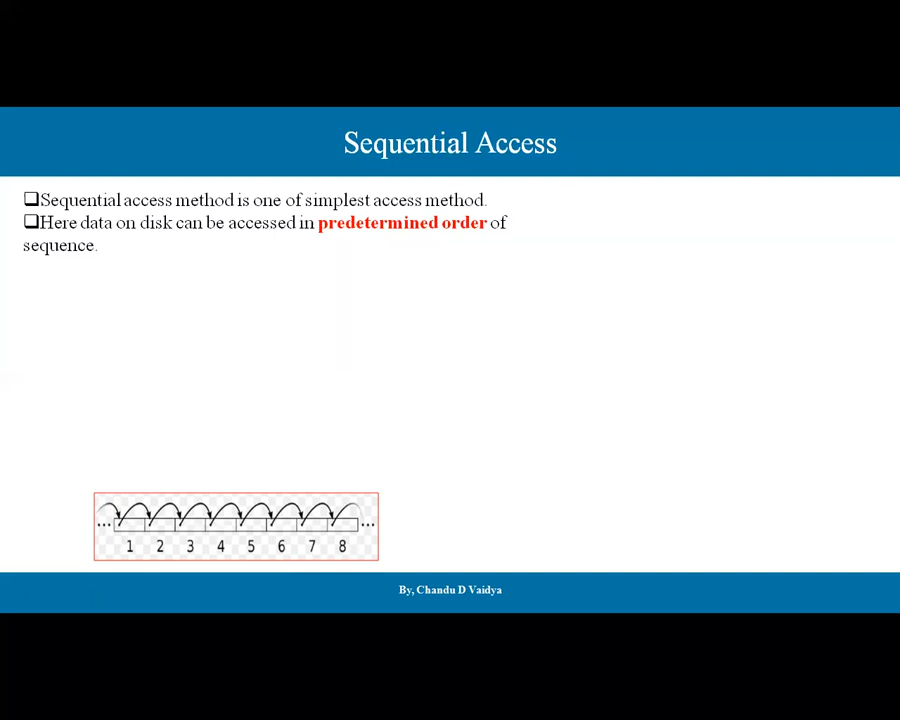 Sequential Access
❑Sequential access method is one of simplest access method.
❑Here data on disk can be accessed in predetermined order of
sequence.
... ...
1 2 3 4 5 6 7 8
By, Chandu D Vaidya